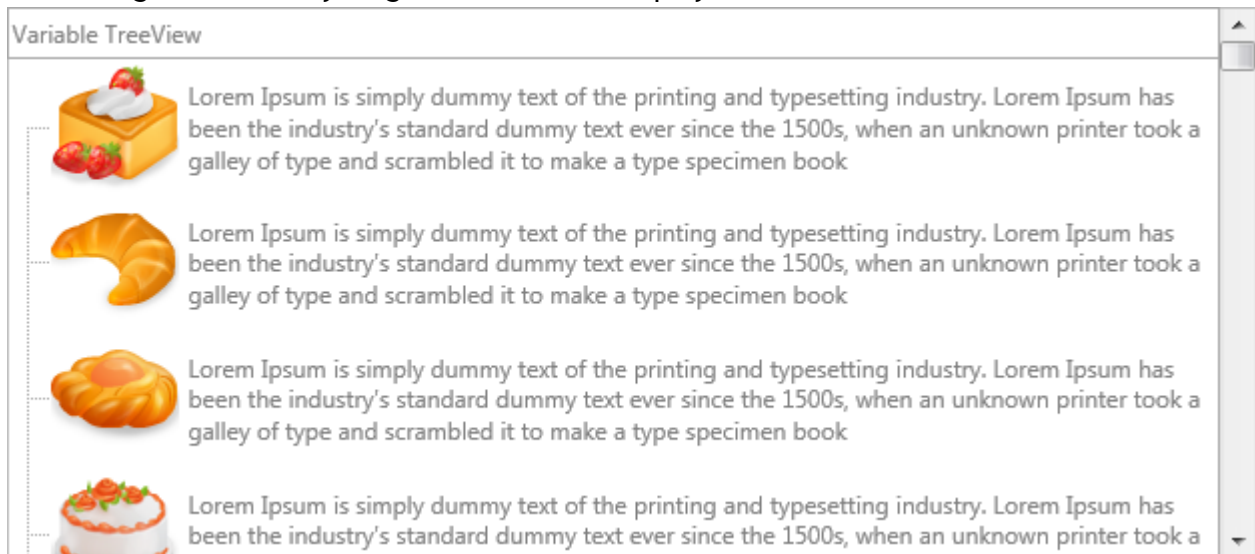 Variable TreeView
Lorem Ipsum is simply dummy text of the printing and typesetting industry. Lorem Ipsum has
been the industry's standard dummy text ever since the 1500s, when an unknown printer took a
galley of type and scrambled it to make a type specimen book
Lorem Ipsum is simply dummy text of the printing and typesetting industry. Lorem Ipsum has
been the industry's standard dummy text ever since the 1500s, when an unknown printer took a
galley of type and scrambled it to make a type specimen book
Lorem Ipsum is simply dummy text of the printing and typesetting industry. Lorem Ipsum has
been the industry's standard dummy text ever since the 1500s, when an unknown printer took a
galley of type and scrambled it to make a type specimen book
Lorem Ipsum is simply dummy text of the printing and typesetting industry. Lorem Ipsum has
been the industry's standard dummy text ever since the 1500s, when an unknown printer took a